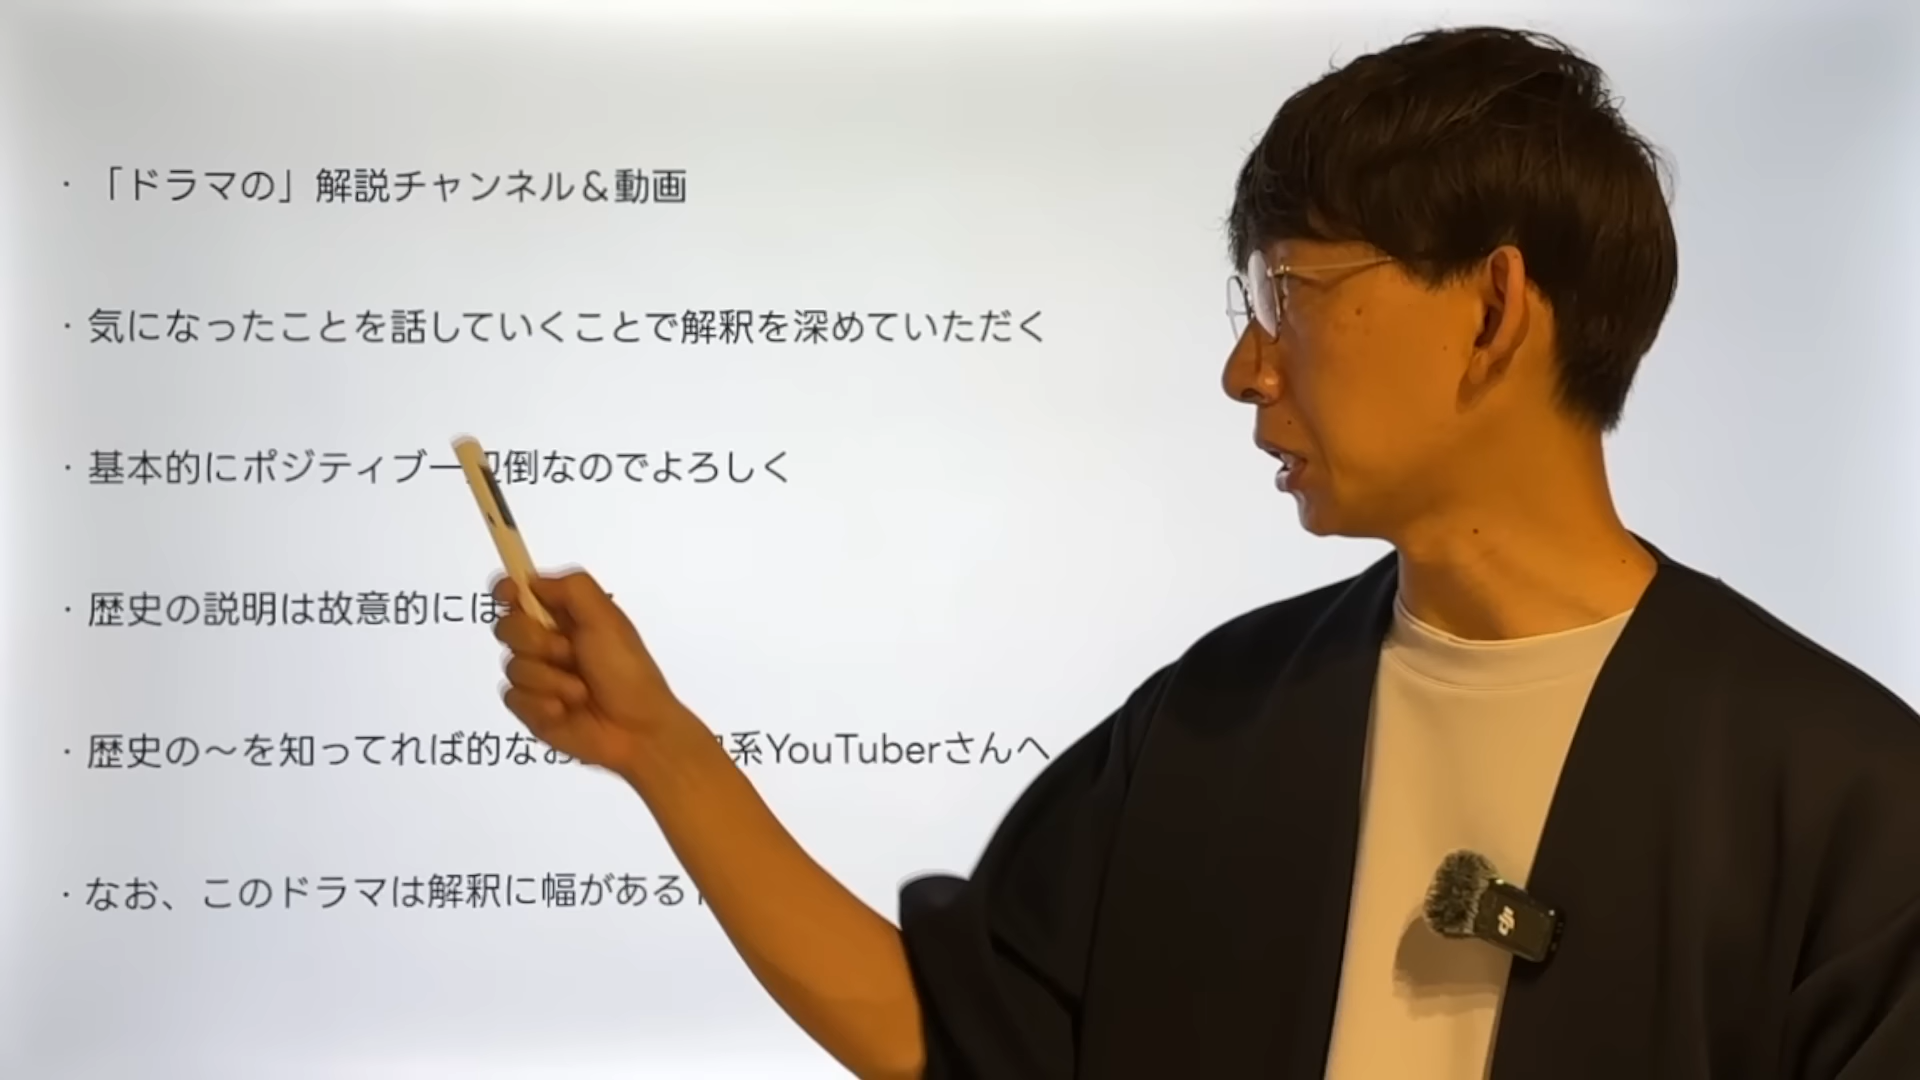 ・「ドラマの」解説チャンネル＆動画
・気になったことを話していくことで解釈を深めていただく
・基本的にポジティブ一辺倒なのでよろしく
・歴史の説明は故意的にほ
・歴史の～を知ってれば的な 系YouTuberさんへ
・なお、このドラマは解釈に幅がある
dji